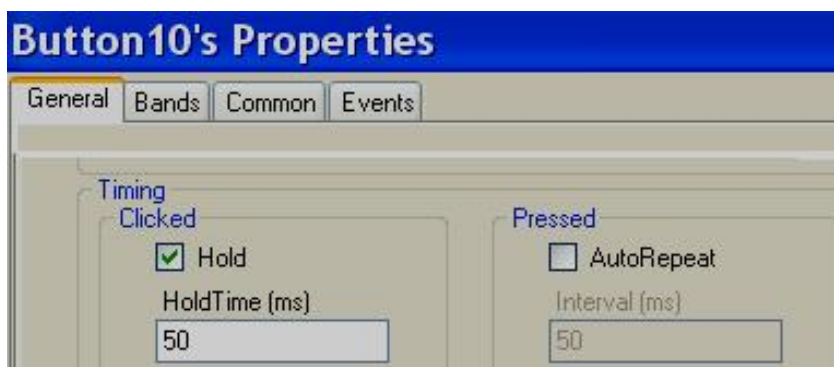 Button10's Properties
General Bands Common Events
Timing
Clicked Pressed
Hold AutoRepeat
HoldTime (ms) Interval (ms)
50 50